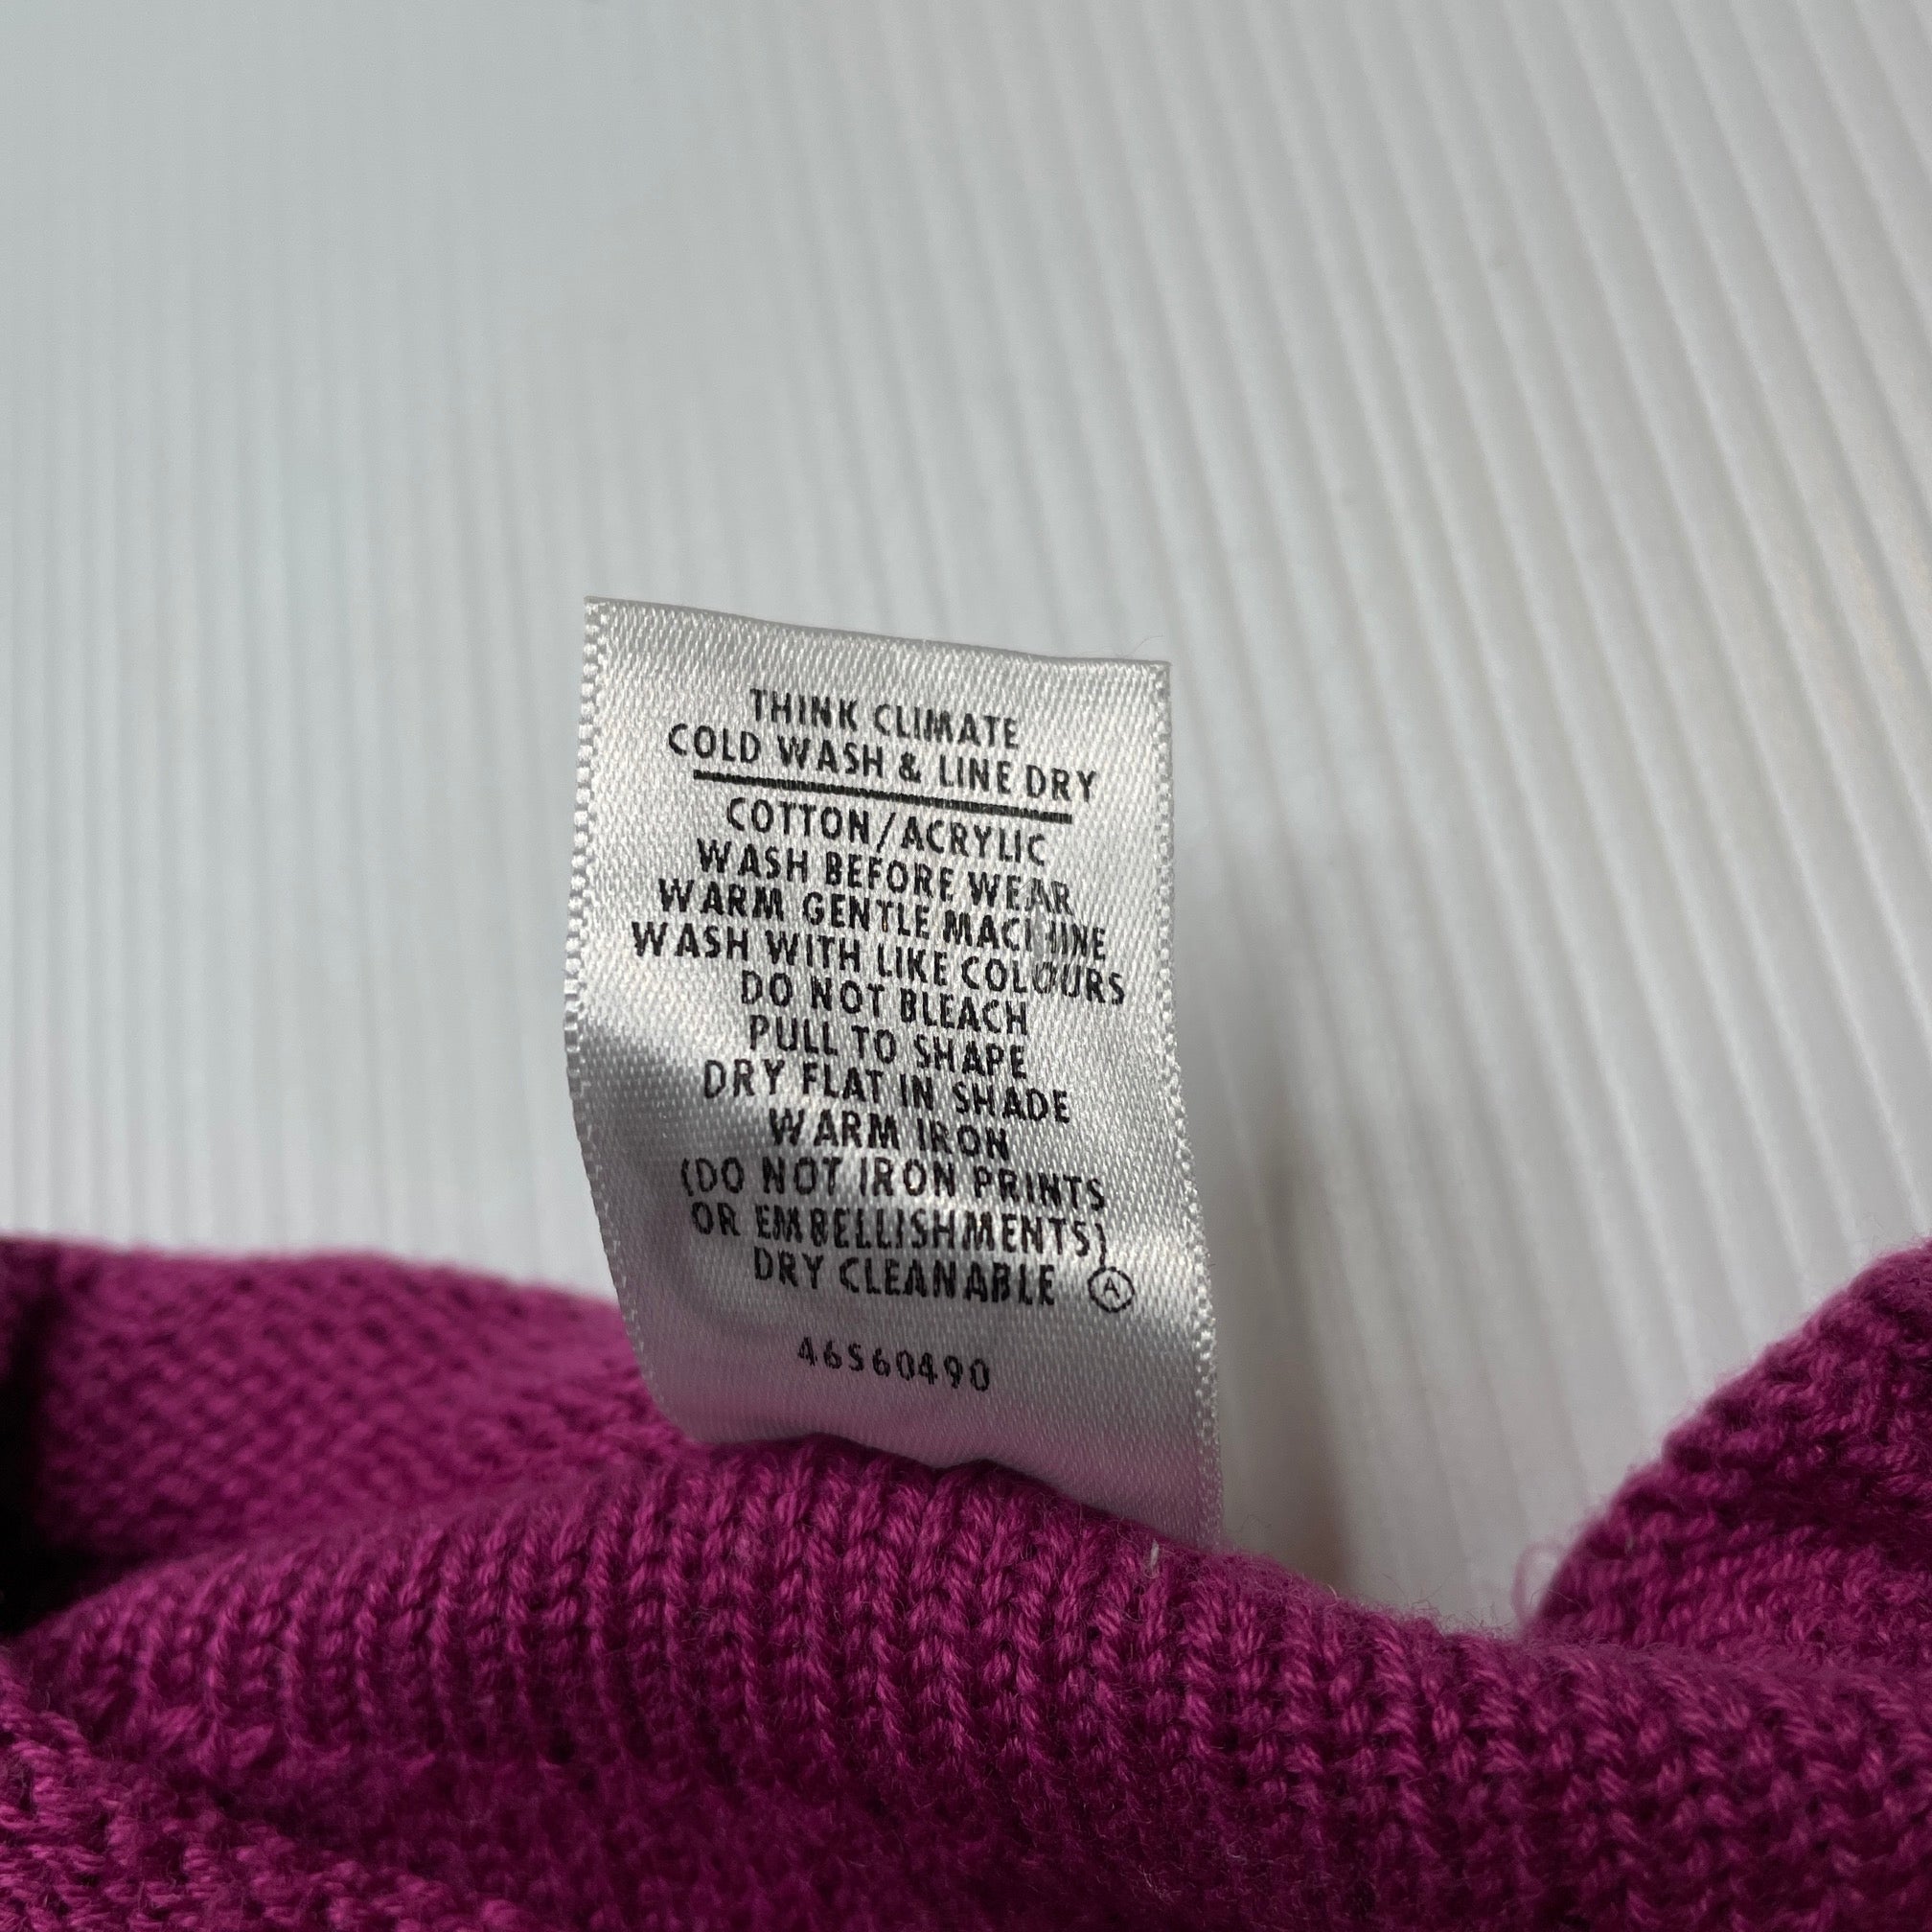 THINK CLIMATE
COLD WASH & LINE DRY
COTTON/ACRYLIC
WASH BEFORE WEAR
WARM GENTLE MACHINE
WASH WITH LIKE COLOURS
DO NOT BLEACH
PULL TO SHAPE
DRY FLAT IN SHADE
WARM IRON
(DO NOT IRON PRINTS
OR EMBELLISHMENTS)
DRY CLEANABLE Ⓐ
46560490